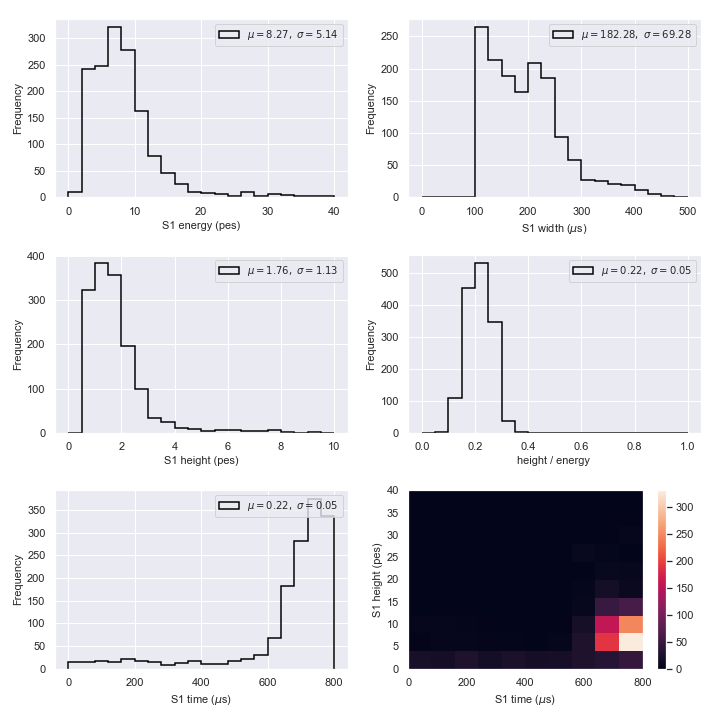 μ = 8.27, σ = 5.14
Frequency
300
250
200
150
100
50
0
0 10 20 30 40
S1 energy (pes)
μ = 182.28, σ = 69.28
Frequency
250
200
150
100
50
0
0 100 200 300 400 500
S1 width (μs)
μ = 1.76, σ = 1.13
Frequency
400
300
200
100
0
0 2 4 6 8 10
S1 height (pes)
μ = 0.22, σ = 0.05
Frequency
500
400
300
200
100
0
0.0 0.2 0.4 0.6 0.8 1.0
height / energy
μ = 0.22, σ = 0.05
Frequency
350
300
250
200
150
100
50
0
0 200 400 600 800
S1 time (μs)
S1 height (pes)
40
35
30
25
20
15
10
5
0
0 200 400 600 800
S1 time (μs)
300
250
200
150
100
50
0